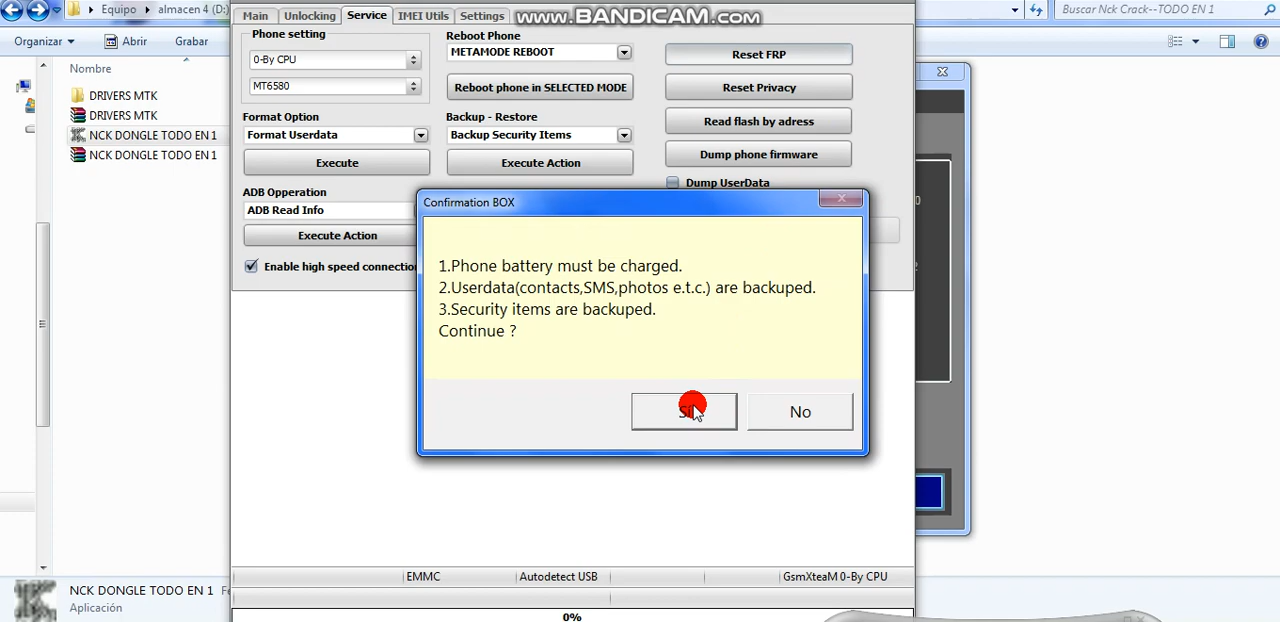 Equipo
almacen 4 (D:)
Buscar Nck Crack--TODO EN 1
www.BANDICAM.com
Organizar
Abrir
Grabar
Nombre
DRIVERS MTK
DRIVERS MTK
NCK DONGLE TODO EN 1
NCK DONGLE TODO EN 1
Main
Unlocking
Service
IMEI Utils
Settings
Phone setting
0-By CPU
MT6580
Reboot Phone
METAMODE REBOOT
Reboot phone in SELECTED MODE
Reset FRP
Reset Privacy
Format Option
Format Userdata
Execute
Backup - Restore
Backup Security Items
Execute Action
Read flash by adress
Dump phone firmware
Dump UserData
ADB Opperation
ADB Read Info
Execute Action
Enable high speed connection
Confirmation BOX
1.Phone battery must be charged.
2.Userdata(contacts,SMS,photos e.t.c.) are backuped.
3.Security items are backuped.
Continue ?
No
EMMC
Autodetect USB
GsmXteaM 0-By CPU
0%
NCK DONGLE TODO EN 1
Aplicación